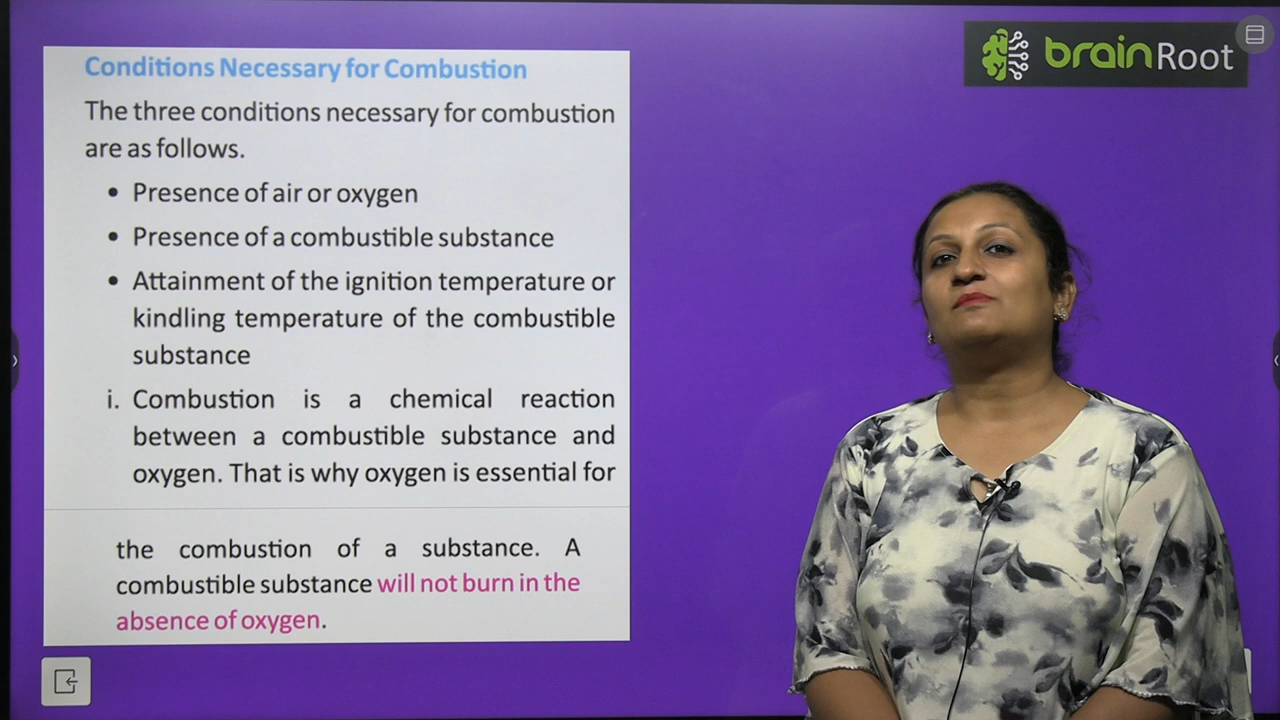 Conditions Necessary for Combustion
The three conditions necessary for combustion
are as follows.
• Presence of air or oxygen
• Presence of a combustible substance
• Attainment of the ignition temperature or
kindling temperature of the combustible
substance
i. Combustion is a chemical reaction
between a combustible substance and
oxygen. That is why oxygen is essential for
the combustion of a substance. A
combustible substance will not burn in the
absence of oxygen.
brainRoot